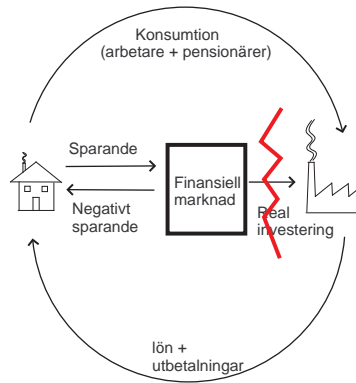 Konsumtion
(arbetare + pensionärer)
Sparande
Negativt
sparande
Finansiell
marknad
Real
investering
lön +
utbetalningar